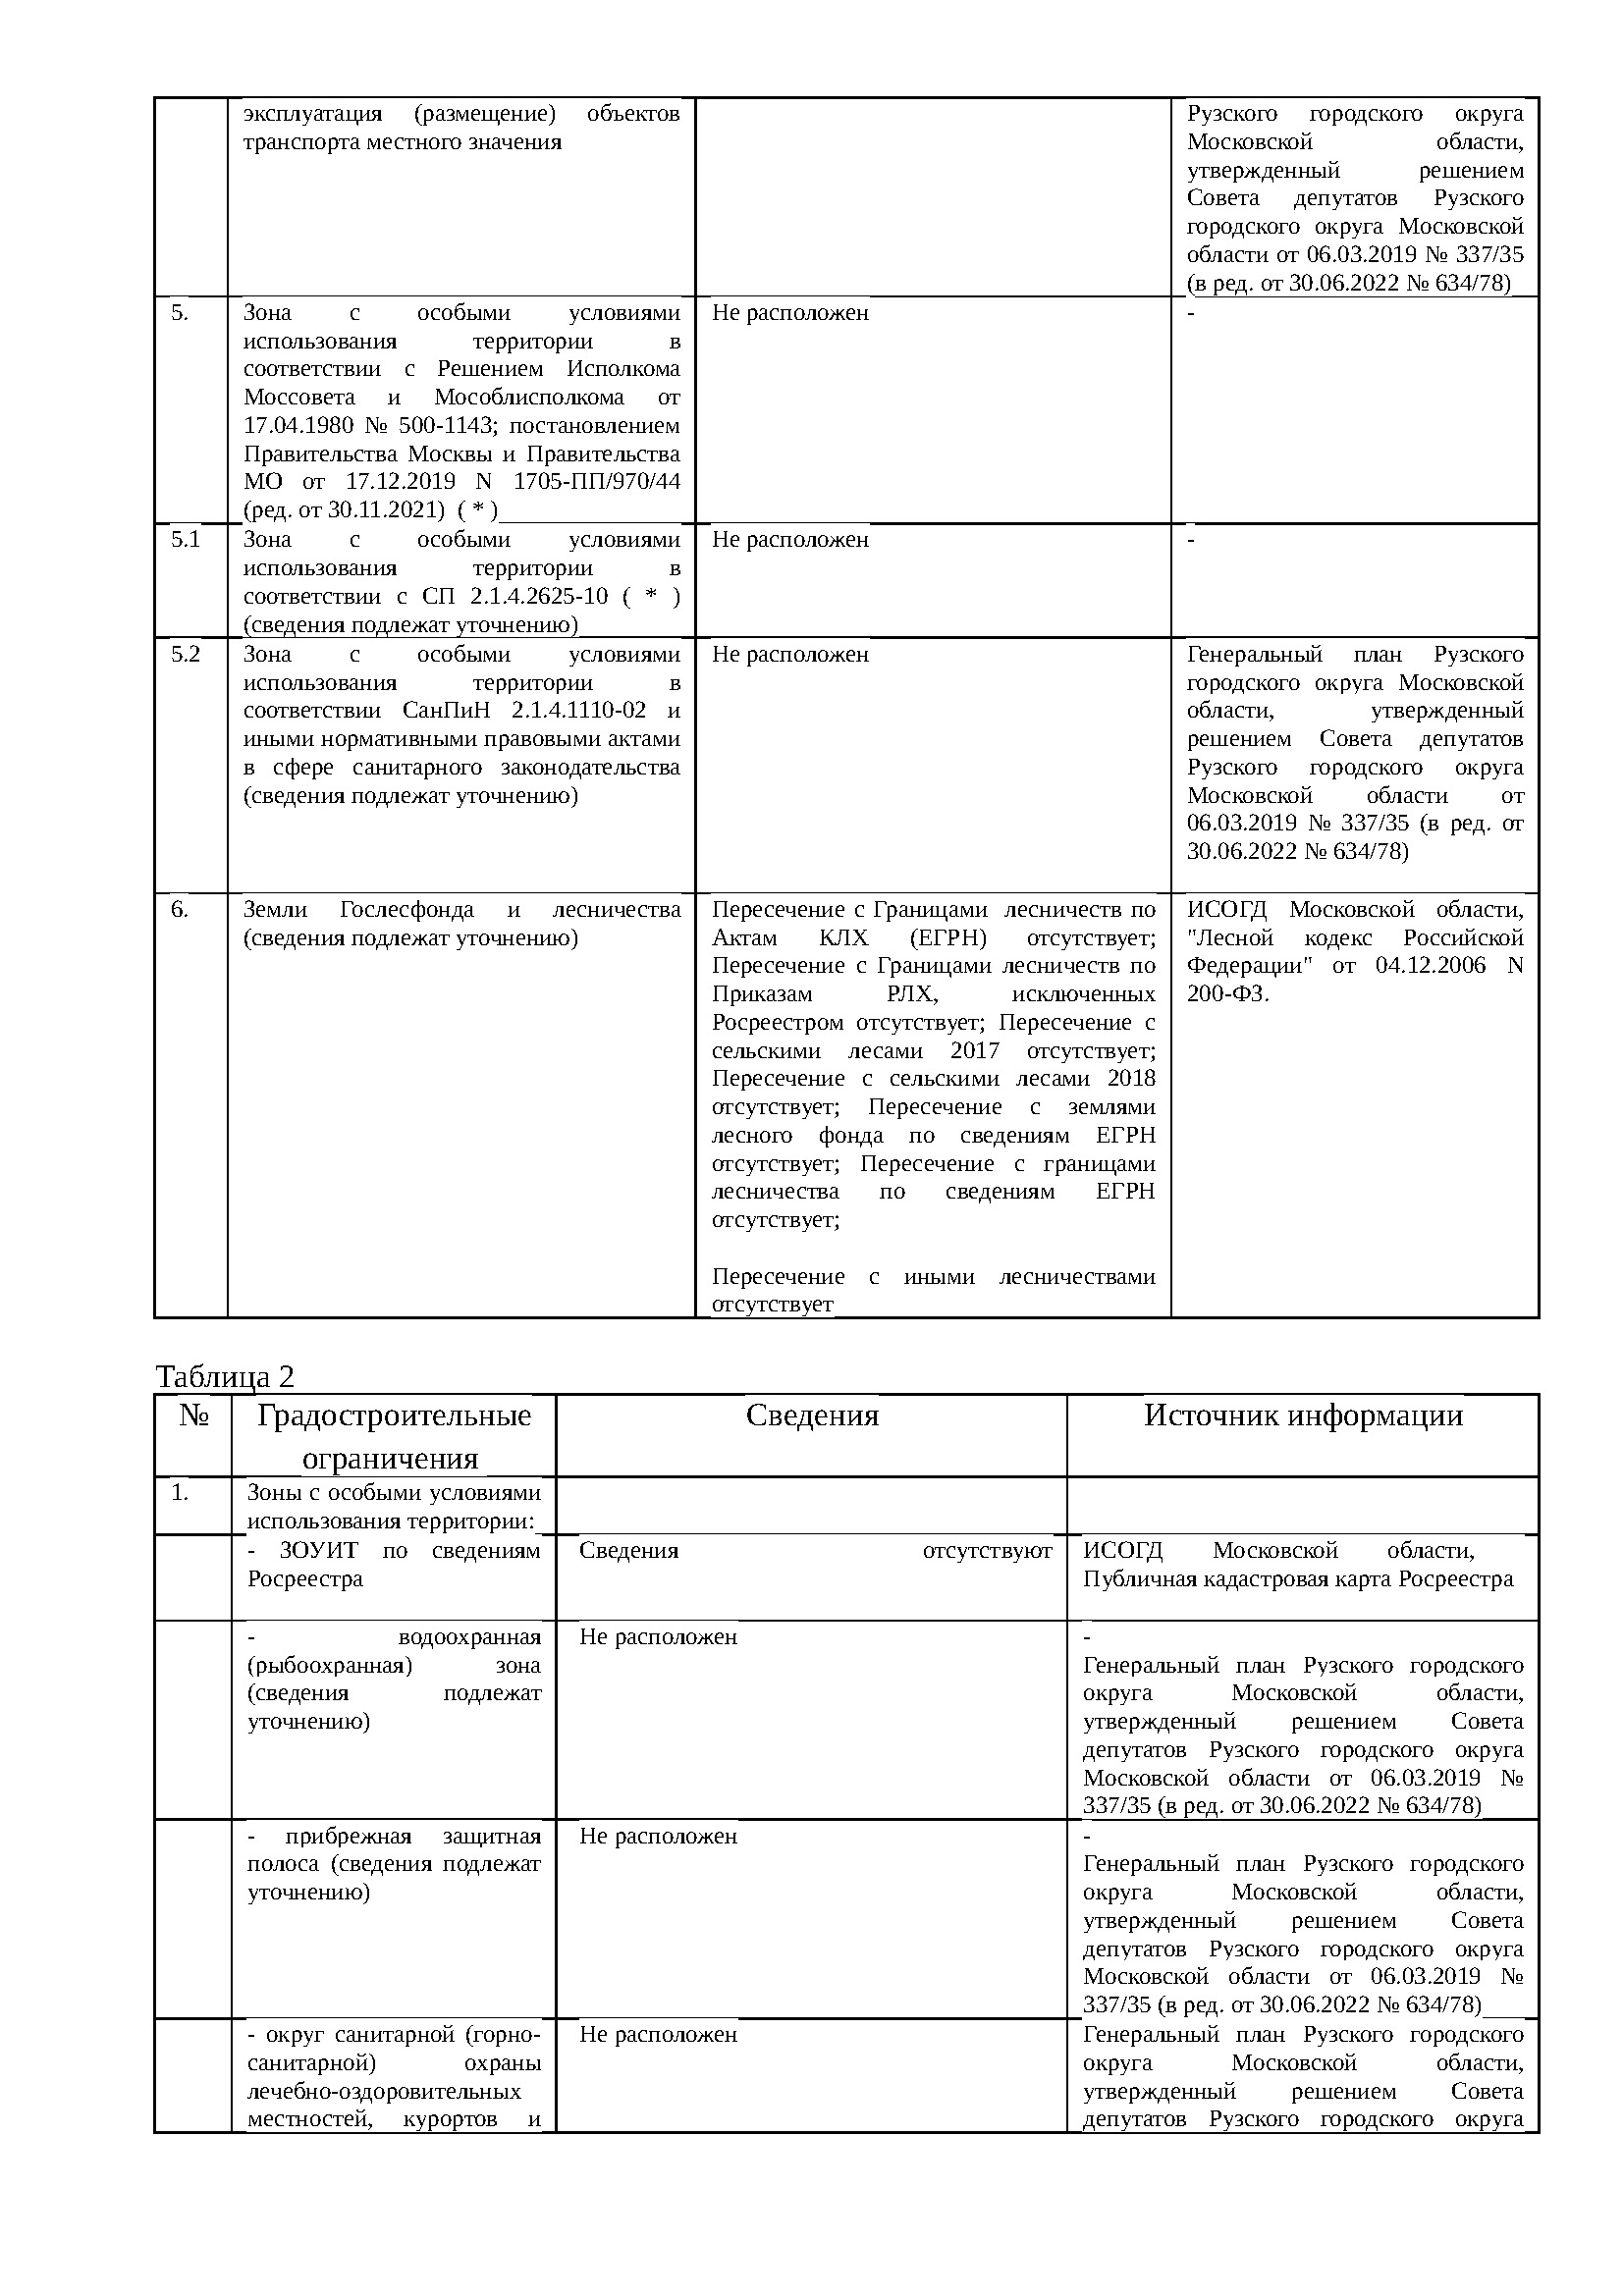 эксплуатация (размещение) объектов
транспорта местного значения
Рузского городского округа
Московской области,
утвержденный решением
Совета депутатов Рузского
городского округа Московской
области от 06.03.2019 № 337/35
(в ред. от 30.06.2022 № 634/78)
5.
Зона с особыми условиями
использования территории в
соответствии с Решением Исполкома
Моссовета и Мособлисполкома от
17.04.1980 № 500-1143; постановлением
Правительства Москвы и Правительства
МО от 17.12.2019 N 1705-ПП/970/44
(ред. от 30.11.2021) ( * )
Не расположен
-
5.1
Зона с особыми условиями
использования территории в
соответствии с СП 2.1.4.2625-10 ( * )
(сведения подлежат уточнению)
Не расположен
-
5.2
Зона с особыми условиями
использования территории в
соответствии СанПиН 2.1.4.1110-02 и
иными нормативными правовыми актами
в сфере санитарного законодательства
(сведения подлежат уточнению)
Не расположен
Генеральный план Рузского
городского округа Московской
области, утвержденный
решением Совета депутатов
Рузского городского округа
Московской области от
06.03.2019 № 337/35 (в ред. от
30.06.2022 № 634/78)
6.
Земли Гослесфонда и лесничества
(сведения подлежат уточнению)
Пересечение с Границами лесничеств по
Актам КЛХ (ЕГРН) отсутствует;
Пересечение с Границами лесничеств по
Приказам РЛХ, исключенных
Росреестром отсутствует; Пересечение с
сельскими лесами 2017 отсутствует;
Пересечение с сельскими лесами 2018
отсутствует; Пересечение с землями
лесного фонда по сведениям ЕГРН
отсутствует; Пересечение с границами
лесничества по сведениям ЕГРН
отсутствует;
Пересечение с иными лесничествами
отсутствует
ИСОГД Московской области,
"Лесной кодекс Российской
Федерации" от 04.12.2006 N
200-ФЗ.
Таблица 2
№
Градостроительные
ограничения
Сведения
Источник информации
1.
Зоны с особыми условиями
использования территории:
- ЗОУИТ по сведениям
Росреестра
Сведения отсутствуют
ИСОГД Московской области,
Публичная кадастровая карта Росреестра
- водоохранная
(рыбоохранная) зона
(сведения подлежат
уточнению)
Не расположен
-
Генеральный план Рузского городского
округа Московской области,
утвержденный решением Совета
депутатов Рузского городского округа
Московской области от 06.03.2019 №
337/35 (в ред. от 30.06.2022 № 634/78)
- прибрежная защитная
полоса (сведения подлежат
уточнению)
Не расположен
-
Генеральный план Рузского городского
округа Московской области,
утвержденный решением Совета
депутатов Рузского городского округа
Московской области от 06.03.2019 №
337/35 (в ред. от 30.06.2022 № 634/78)
- округ санитарной (горно-
санитарной) охраны
лечебно-оздоровительных
местностей, курортов и
Не расположен
Генеральный план Рузского городского
округа Московской области,
утвержденный решением Совета
депутатов Рузского городского округа